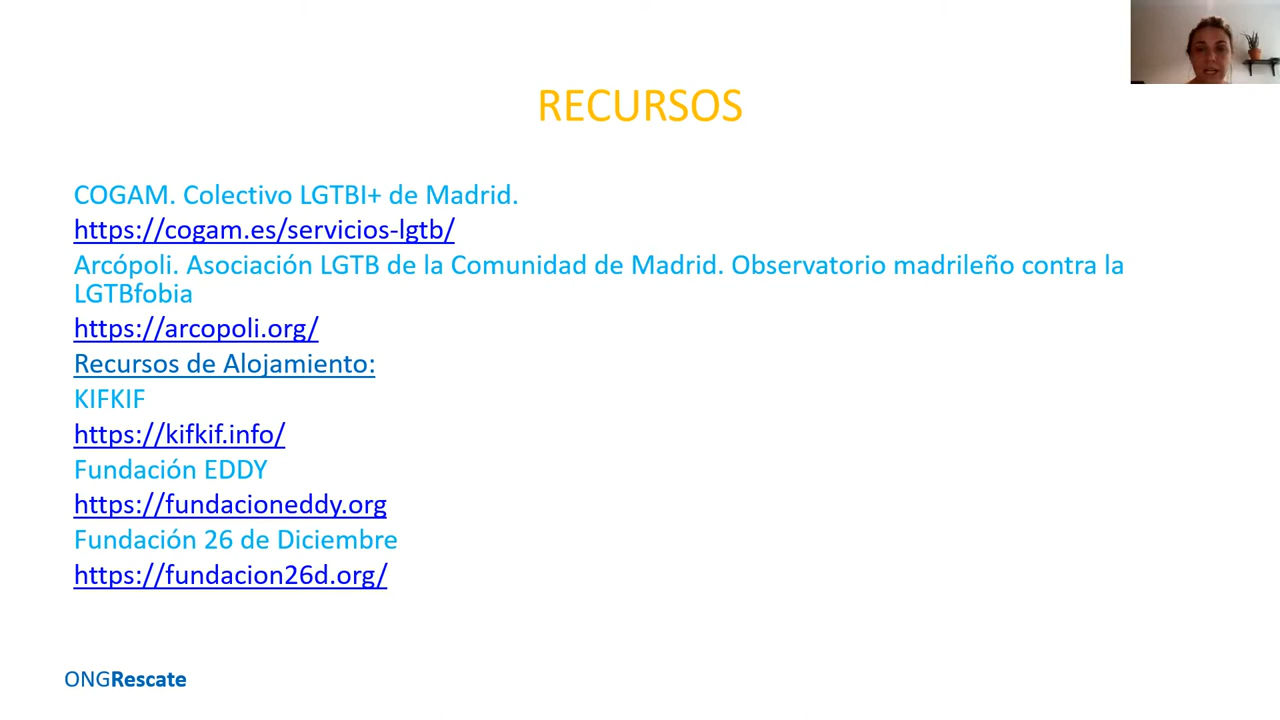 RECURSOS
COGAM. Colectivo LGTBI+ de Madrid.
https://cogam.es/servicios-lgtb/
Arcópoli. Asociación LGTB de la Comunidad de Madrid. Observatorio madrileño contra la
LGTBfobia
https://arcopoli.org/
Recursos de Alojamiento:
KIFKIF
https://kifkif.info/
Fundación EDDY
https://fundacioneddy.org
Fundación 26 de Diciembre
https://fundacion26d.org/
ONGRescate